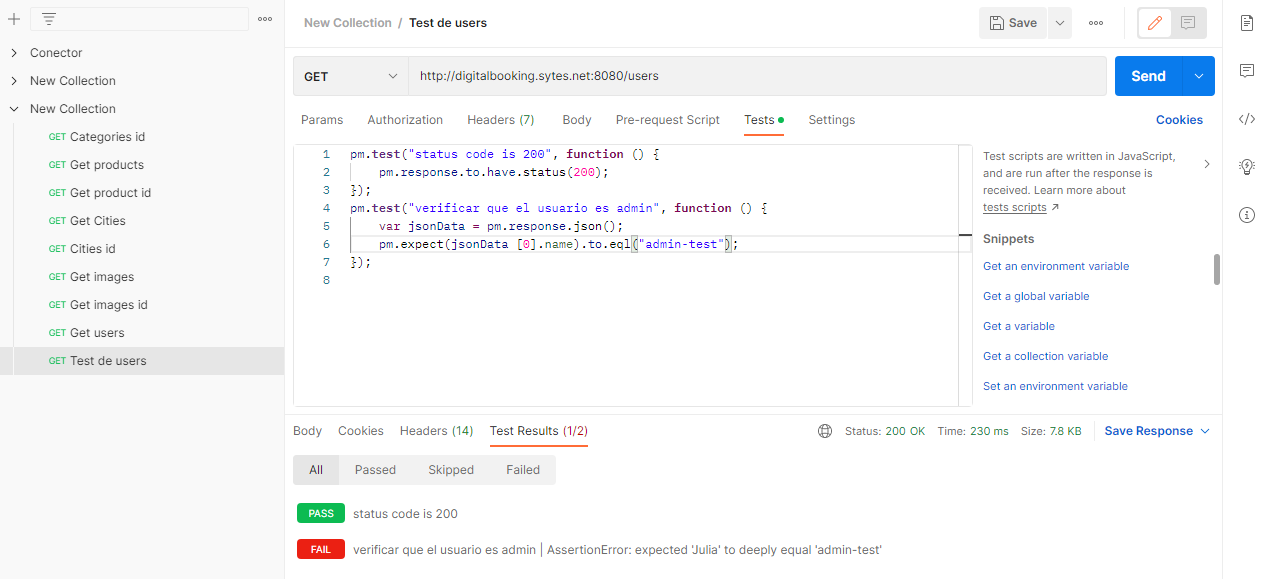 New Collection / Test de users
Save
Conector
New Collection
New Collection
GET Categories id
GET Get products
GET Get product id
GET Get Cities
GET Cities id
GET Get images
GET Get images id
GET Get users
GET Test de users
GET http://digitalbooking.sytes.net:8080/users Send
Params Authorization Headers (7) Body Pre-request Script Tests Settings Cookies
1 pm.test("status code is 200", function () {
2 pm.response.to.have.status(200);
3 });
4 pm.test("verificar que el usuario es admin", function () {
5 var jsonData = pm.response.json();
6 pm.expect(jsonData [0].name).to.eql("admin-test");
7 });
8
Test scripts are written in JavaScript,
and are run after the response is
received. Learn more about
tests scripts ↗
Snippets
Get an environment variable
Get a global variable
Get a variable
Get a collection variable
Set an environment variable
Body Cookies Headers (14) Test Results (1/2) Status: 200 OK Time: 230 ms Size: 7.8 KB Save Response
All Passed Skipped Failed
PASS status code is 200
FAIL verificar que el usuario es admin | AssertionError: expected 'Julia' to deeply equal 'admin-test'